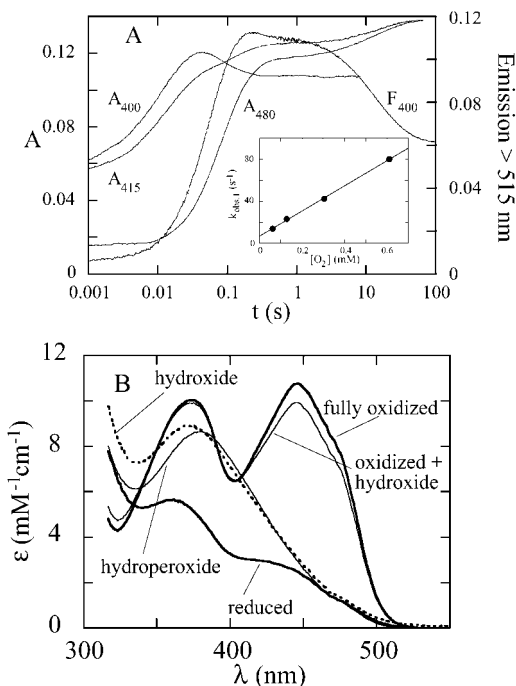 A
0.12
0.08
0.04
0
A
A400
A415
A480
F400
0.12
0.09
0.04
0
Emission > 515 nm
kobs,1 (s-1)
80
40
0
0 0.2 0.4 0.6
[O2] (mM)
0.001 0.01 0.1 1 10 100
t (s)
B
12
8
4
0
ε (mM-1cm-1)
hydroxide
fully oxidized
oxidized +
hydroxide
hydroperoxide
reduced
300 400 500
λ (nm)